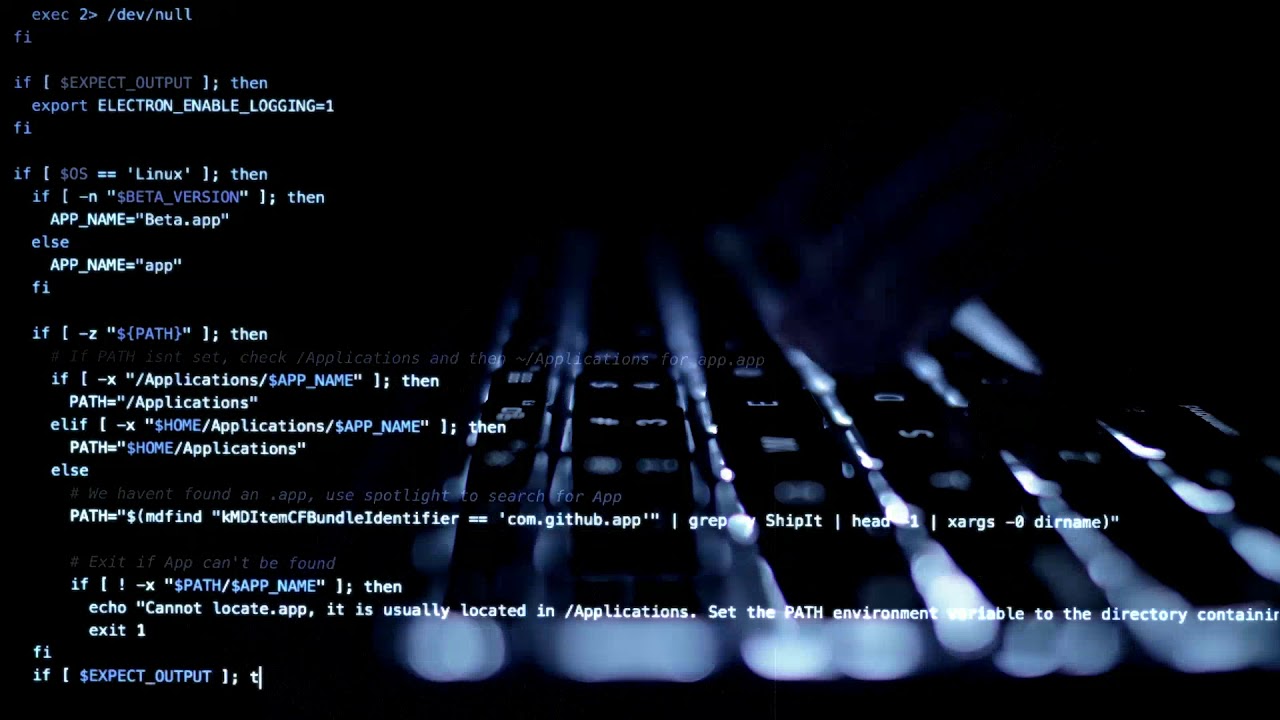 exec 2> /dev/null
fi
if [ $EXPECT_OUTPUT ]; then
export ELECTRON_ENABLE_LOGGING=1
fi
if [ $OS == 'Linux' ]; then
if [ -n "$BETA_VERSION" ]; then
APP_NAME="Beta.app"
else
APP_NAME="app"
fi
if [ -z "${PATH}" ]; then
# If PATH isnt set, check /Applications and then ~/Applications for app.app
if [ -x "/Applications/$APP_NAME" ]; then
PATH="/Applications"
elif [ -x "$HOME/Applications/$APP_NAME" ]; then
PATH="$HOME/Applications"
else
# We havent found an .app, use spotlight to search for App
PATH="$(mdfind "kMDItemCFBundleIdentifier == 'com.github.app'" | grep -v ShipIt | head -1 | xargs -0 dirname)"
# Exit if App can't be found
if [ ! -x "$PATH/$APP_NAME" ]; then
echo "Cannot locate.app, it is usually located in /Applications. Set the PATH environment variable to the directory containin
exit 1
fi
if [ $EXPECT_OUTPUT ]; t
$ 4
# 3
E
D
S